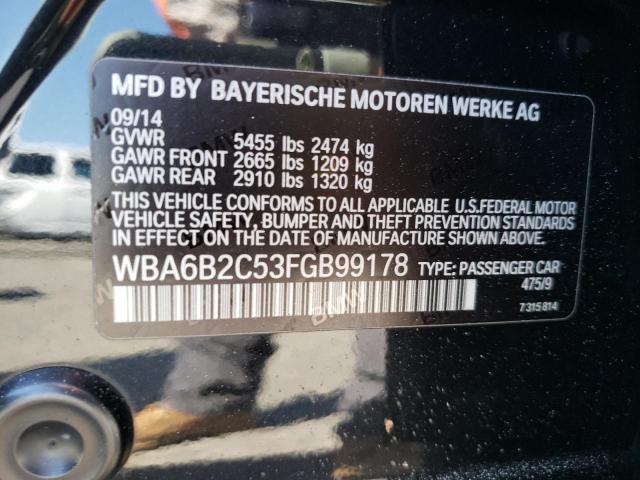 MFD BY BAYERISCHE MOTOREN WERKE AG
09/14
GVWR 5455 lbs 2474 kg
GAWR FRONT 2665 lbs 1209 kg
GAWR REAR 2910 lbs 1320 kg
THIS VEHICLE CONFORMS TO ALL APPLICABLE U.S.FEDERAL MOTOR
VEHICLE SAFETY, BUMPER AND THEFT PREVENTION STANDARDS
IN EFFECT ON THE DATE OF MANUFACTURE SHOWN ABOVE.
WBA6B2C53FGB99178 TYPE: PASSENGER CAR
475/9
7315814